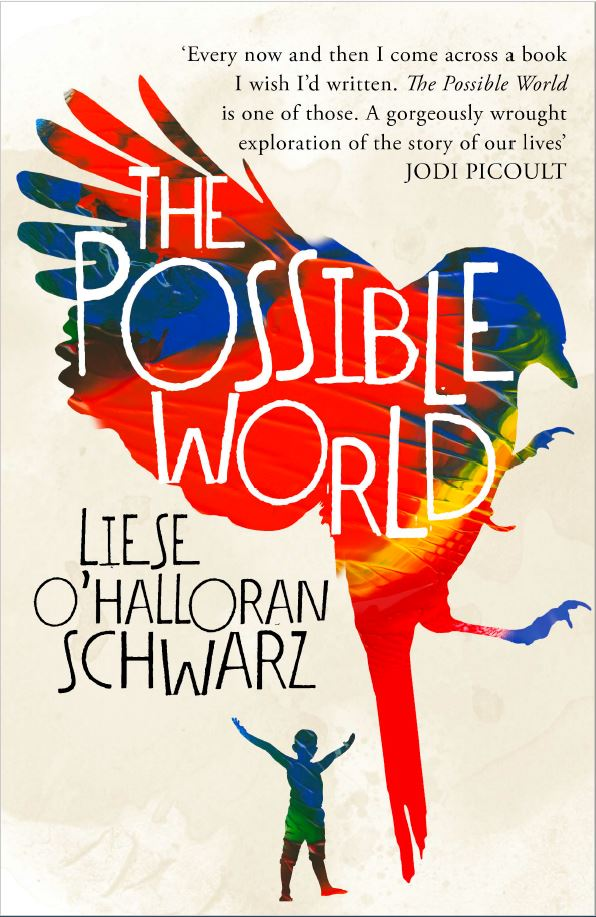 ‘Every now and then I come across a book
I wish I’d written. The Possible World
is one of those. A gorgeously wrought
exploration of the story of our lives’
JODI PICOULT
THE
POSSIBLE
WORLD
LIESE
O’HALLORAN
SCHWARZ